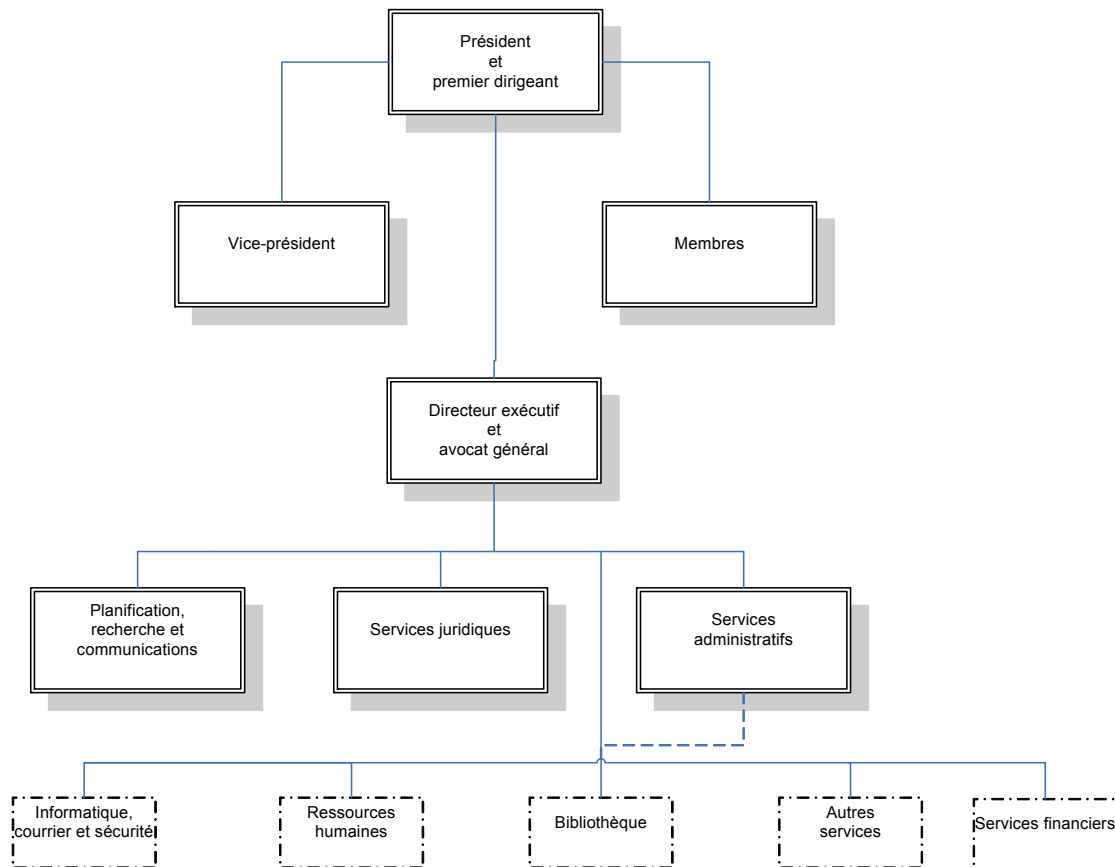 Président
et
premier dirigeant
Vice-président
Membres
Directeur exécutif
et
avocat général
Planification,
recherche et
communications
Services juridiques
Services
administratifs
Informatique,
courrier et sécurité
Ressources
humaines
Bibliothèque
Autres
services
Services financiers